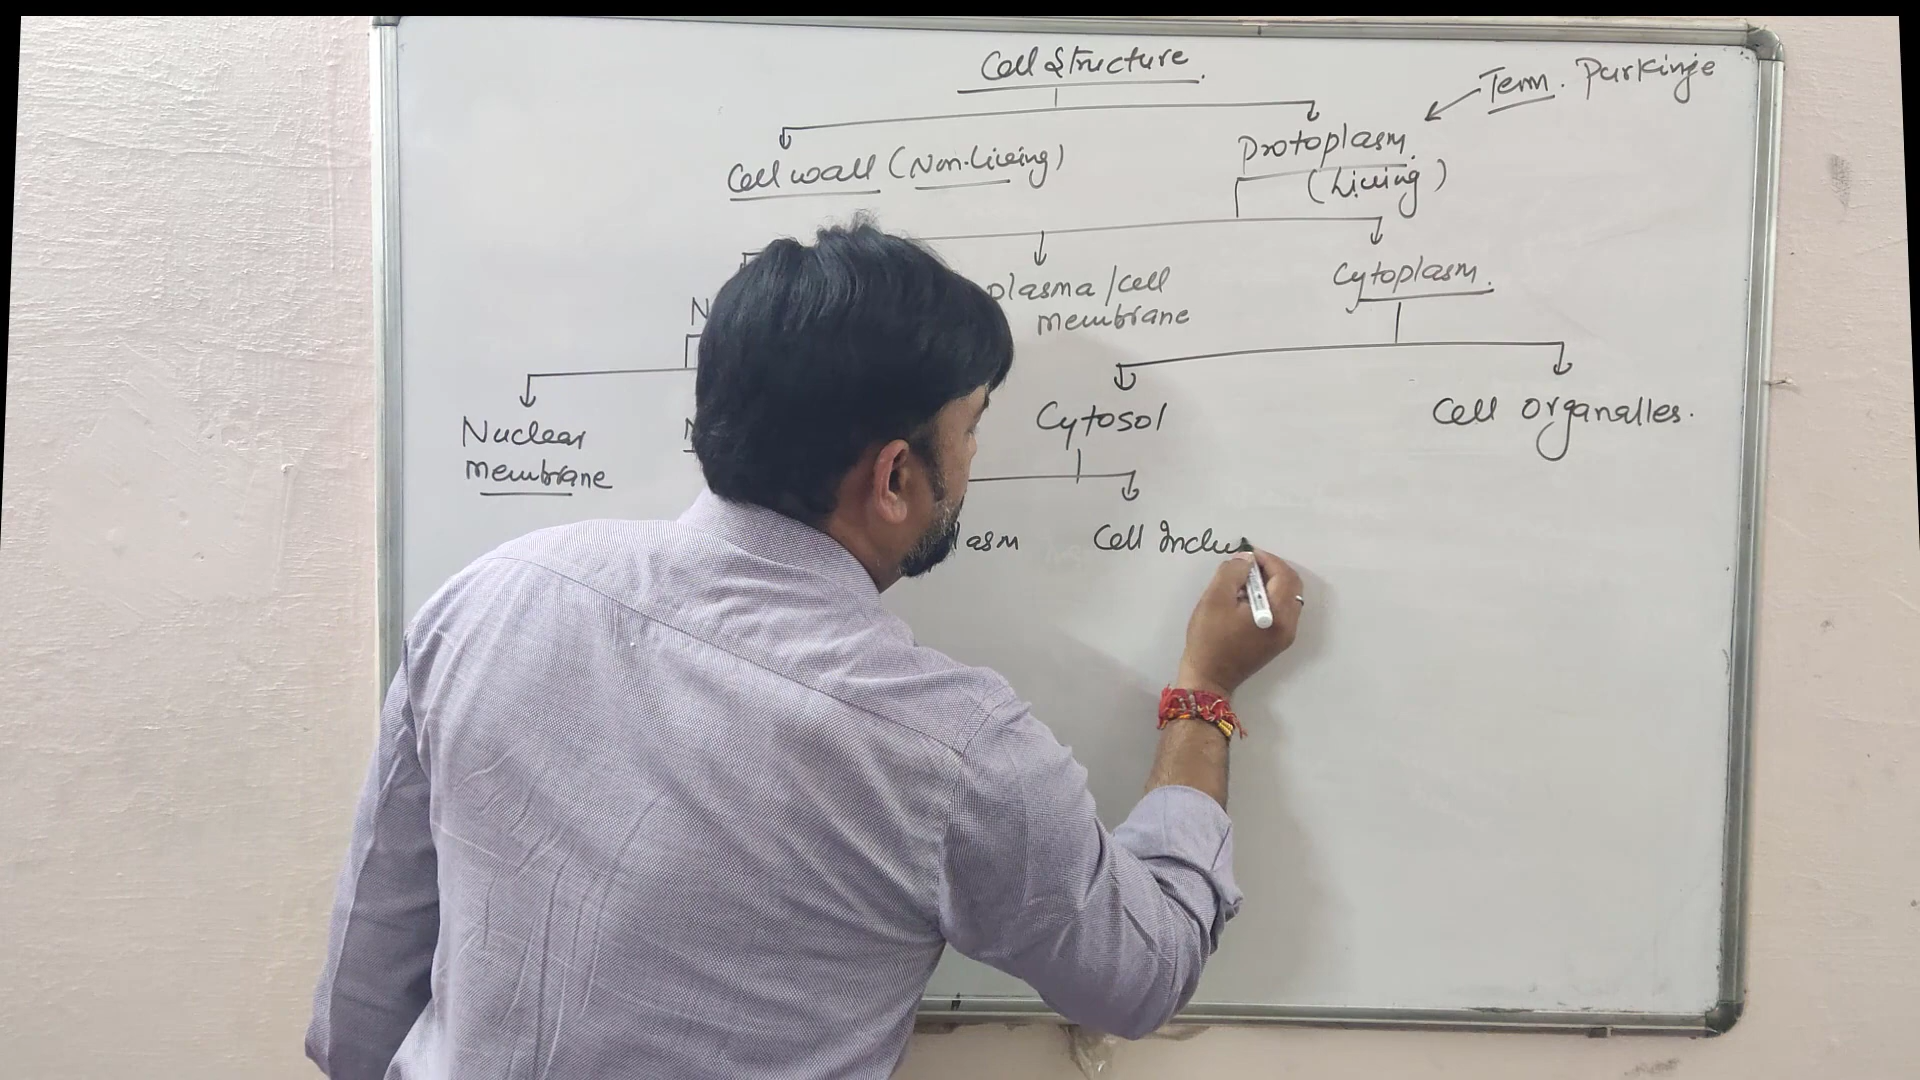 Cell Structure.
Term. Purkinje
Cell wall (Non-Living)
Protoplasm.
(Living)
plasma/cell
membrane
Cytoplasm.
Nuclear
membrane
Cytosol
Cell Organalles.
Cell Inclu